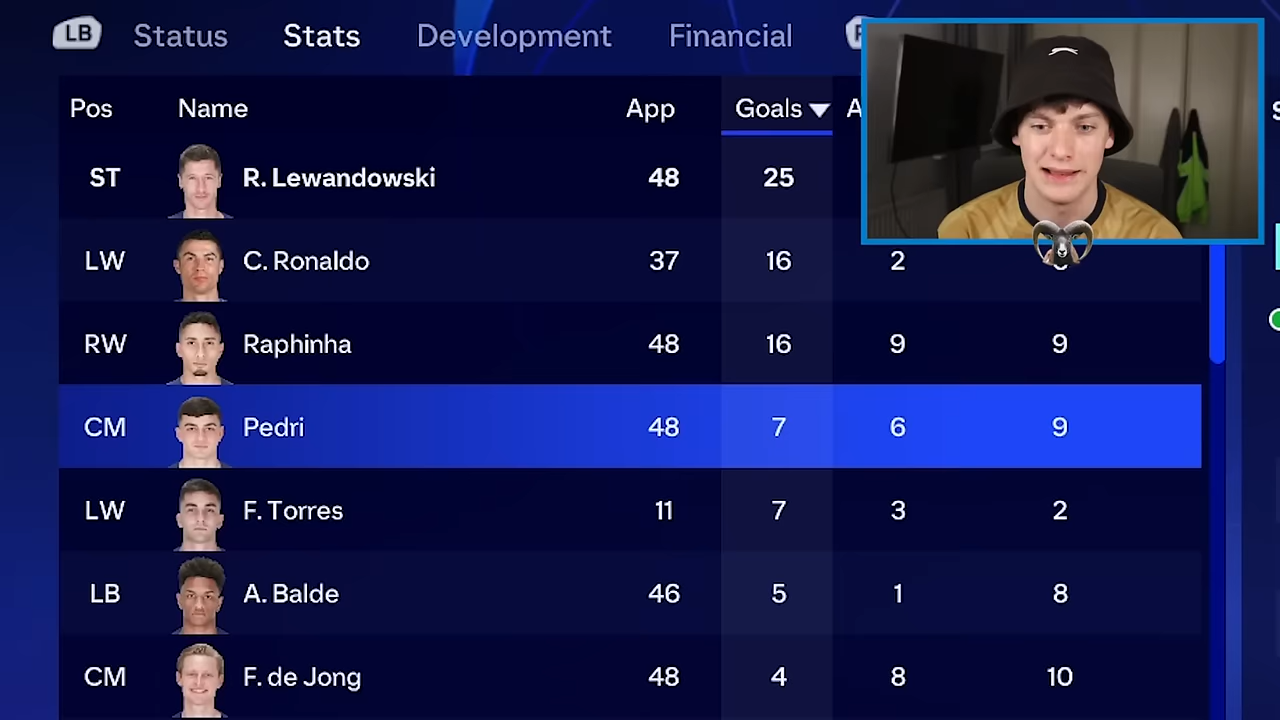 LB Status Stats Development Financial
Pos Name App Goals A
ST R. Lewandowski 48 25
LW C. Ronaldo 37 16 2
RW Raphinha 48 16 9 9
CM Pedri 48 7 6 9
LW F. Torres 11 7 3 2
LB A. Balde 46 5 1 8
CM F. de Jong 48 4 8 10